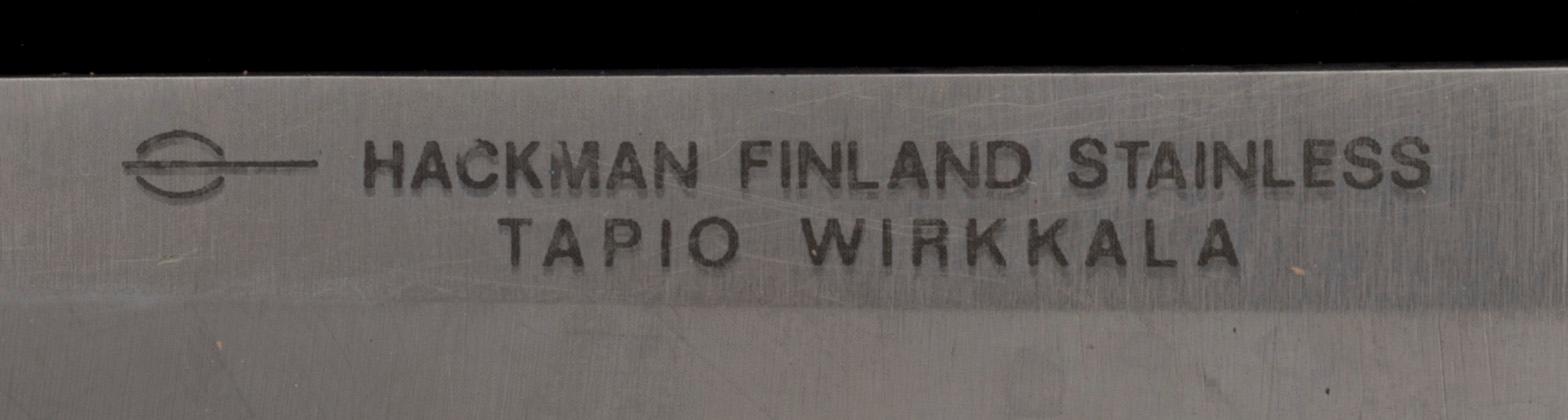 HACKMAN FINLAND STAINLESS
TAPIO WIRKKALA